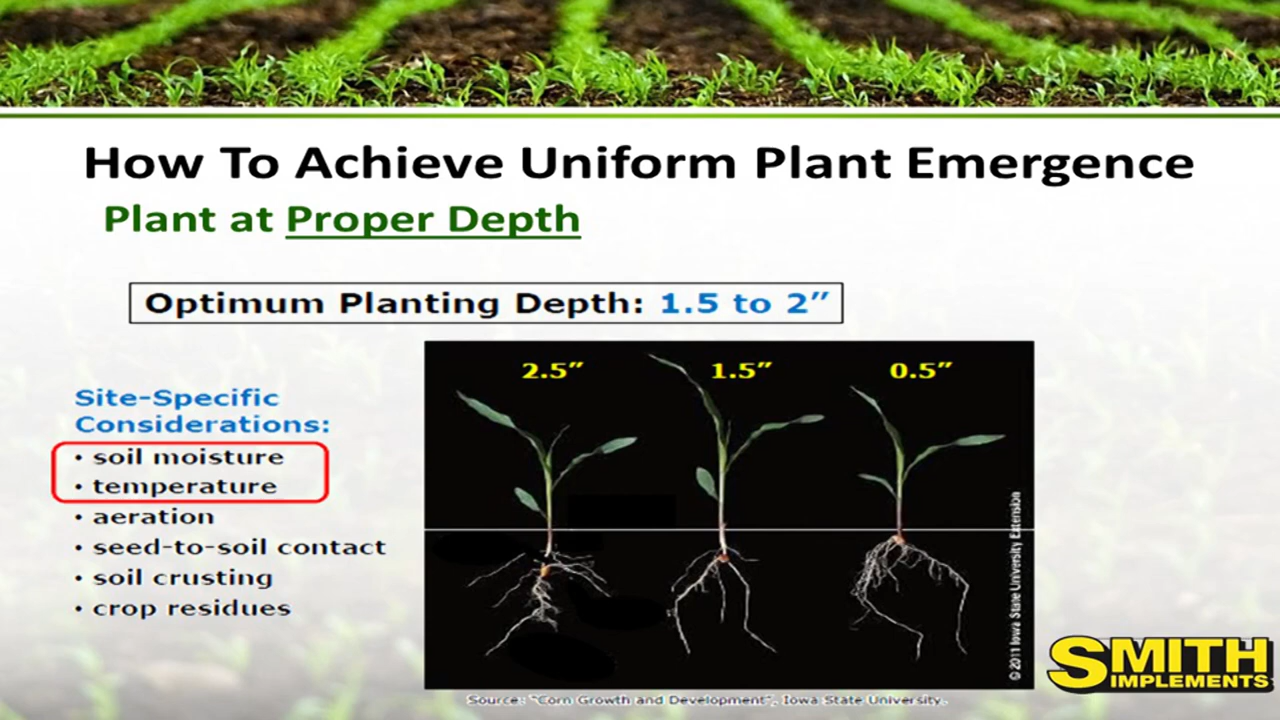 How To Achieve Uniform Plant Emergence
Plant at Proper Depth
Optimum Planting Depth: 1.5 to 2”
Site-Specific
Considerations:
• soil moisture
• temperature
• aeration
• seed-to-soil contact
• soil crusting
• crop residues
2.5” 1.5” 0.5”
© 2011 Iowa State University Extension
Source: “Corn Growth and Development”, Iowa State University.
SMITH
IMPLEMENTS